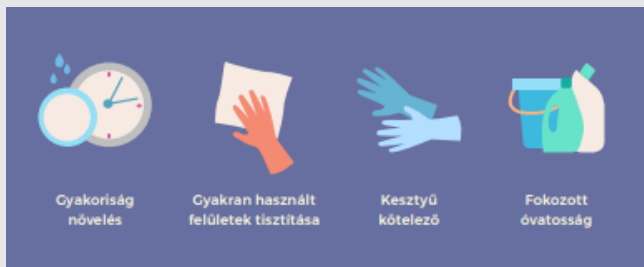 Gyakoriság
növelés
Gyakran használt
felületek tisztítása
Kesztyű
kötelező
Fokozott
óvatosság